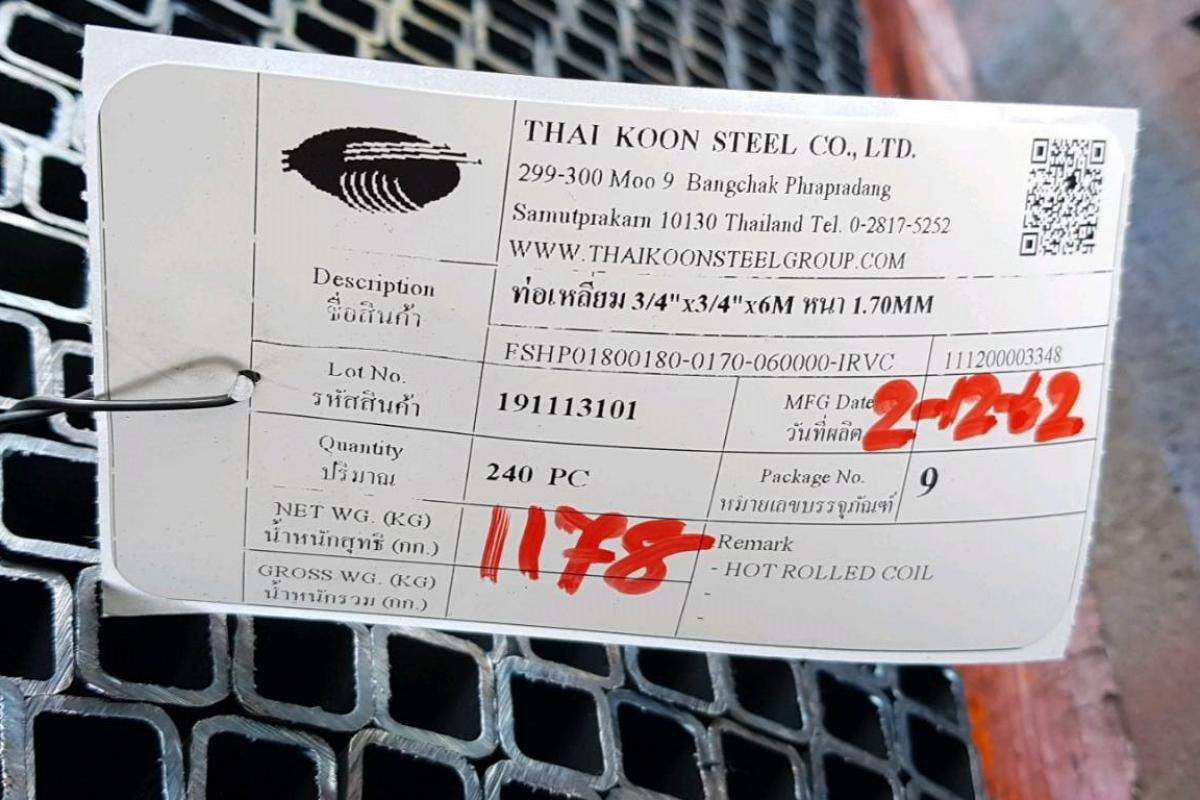 THAI KOON STEEL CO., LTD.
299-300 Moo 9 Bangchak Phrapradang
Samutprakarn 10130 Thailand Tel. 0-2817-5252
WWW.THAIKOONSTEELGROUP.COM
Description
ชื่อสินค้า
ท่อเหลี่ยม 3/4"x3/4"x6M หนา 1.70MM
FSHP01800180-0170-060000-IRVC 111200003348
Lot No.
รหัสสินค้า
191113101
MFG Date
วันที่ผลิต
2-12-62
Quantity
ปริมาณ
240 PC
Package No.
หมายเลขบรรจุภัณฑ์
9
NET WG. (KG)
น้ำหนักสุทธิ (กก.)
1178
GROSS WG. (KG)
น้ำหนักรวม (กก.)
Remark
- HOT ROLLED COIL
-
-